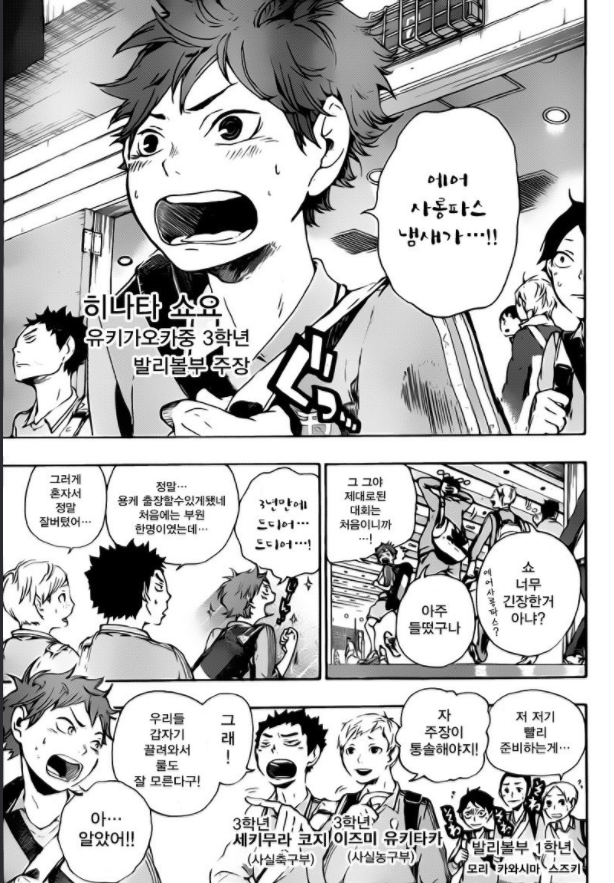 에어
사롱파스
냄새가…!!
히나타 쇼요
유키가오카중 3학년
발리볼부 주장
쇼
너무
긴장한거
아냐?
에어사롱파스?
그 그야
제대로된
대회는
처음이니까
…!
아주
들떴구나
3년만에
드디어…
드디어…!
정말…
용케 출장할수있게됐네
처음에는 부원
한명이였는데…
그러게
혼자서
정말
잘버텼어…
저 저기
빨리
준비하는게…
발리볼부 1학년
모리 카와시마 스즈키
자
주장이
통솔해야지!
3학년
이즈미 유키타카
(사실농구부)
그래!
3학년
세키무라 코지
(사실축구부)
우리들
갑자기
끌려와서
룰도
잘 모른다구!
아…
알았어!!